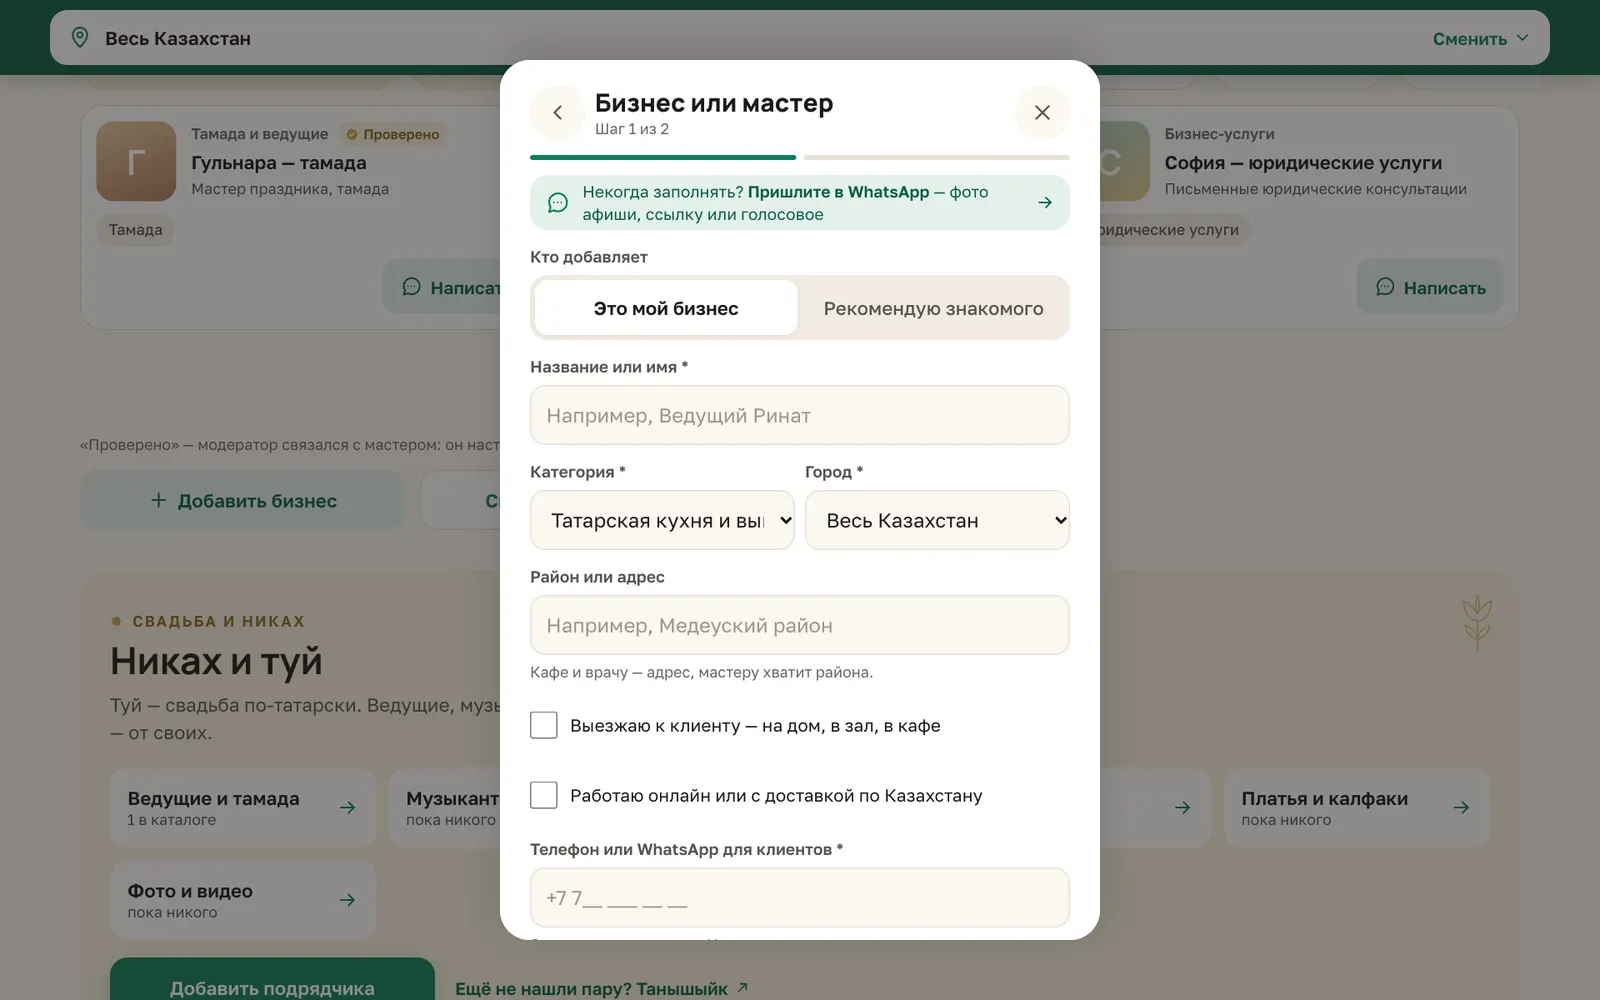 Весь Казахстан
Сменить
Бизнес или мастер
Шаг 1 из 2
Некогда заполнять? Пришлите в WhatsApp — фото
афиши, ссылку или голосовое
Кто добавляет
Это мой бизнес
Рекомендую знакомого
Название или имя *
Например, Ведущий Ринат
Категория *
Город *
Татарская кухня и
Весь Казахстан
Район или адрес
Например, Медеуский район
Кафе и врачу — адрес, мастеру хватит района.
Выезжаю к клиенту — на дом, в зал, в кафе
Работаю онлайн или с доставкой по Казахстану
Телефон или WhatsApp для клиентов *
+7 7__ ___ __ __
Г
Тамада и ведущие
Проверено
Гульнара — тамада
Мастер праздника, тамада
Тамада
С
Бизнес-услуги
София — юридические услуги
Письменные юридические консультации
услуги
Написать
«Проверено» — модератор связался с мастером: он
+ Добавить бизнес
СВАДЬБА И НИКАХ
Никах и туй
Туй — свадьба по-татарски. Ведущие,
— от своих.
Ведущие и тамада
1 в каталоге
пока никого
Платья и калфаки
пока никого
Фото и видео
пока никого
Добавить подрядчика
Ещё не нашли пару? Танышыйк ↗